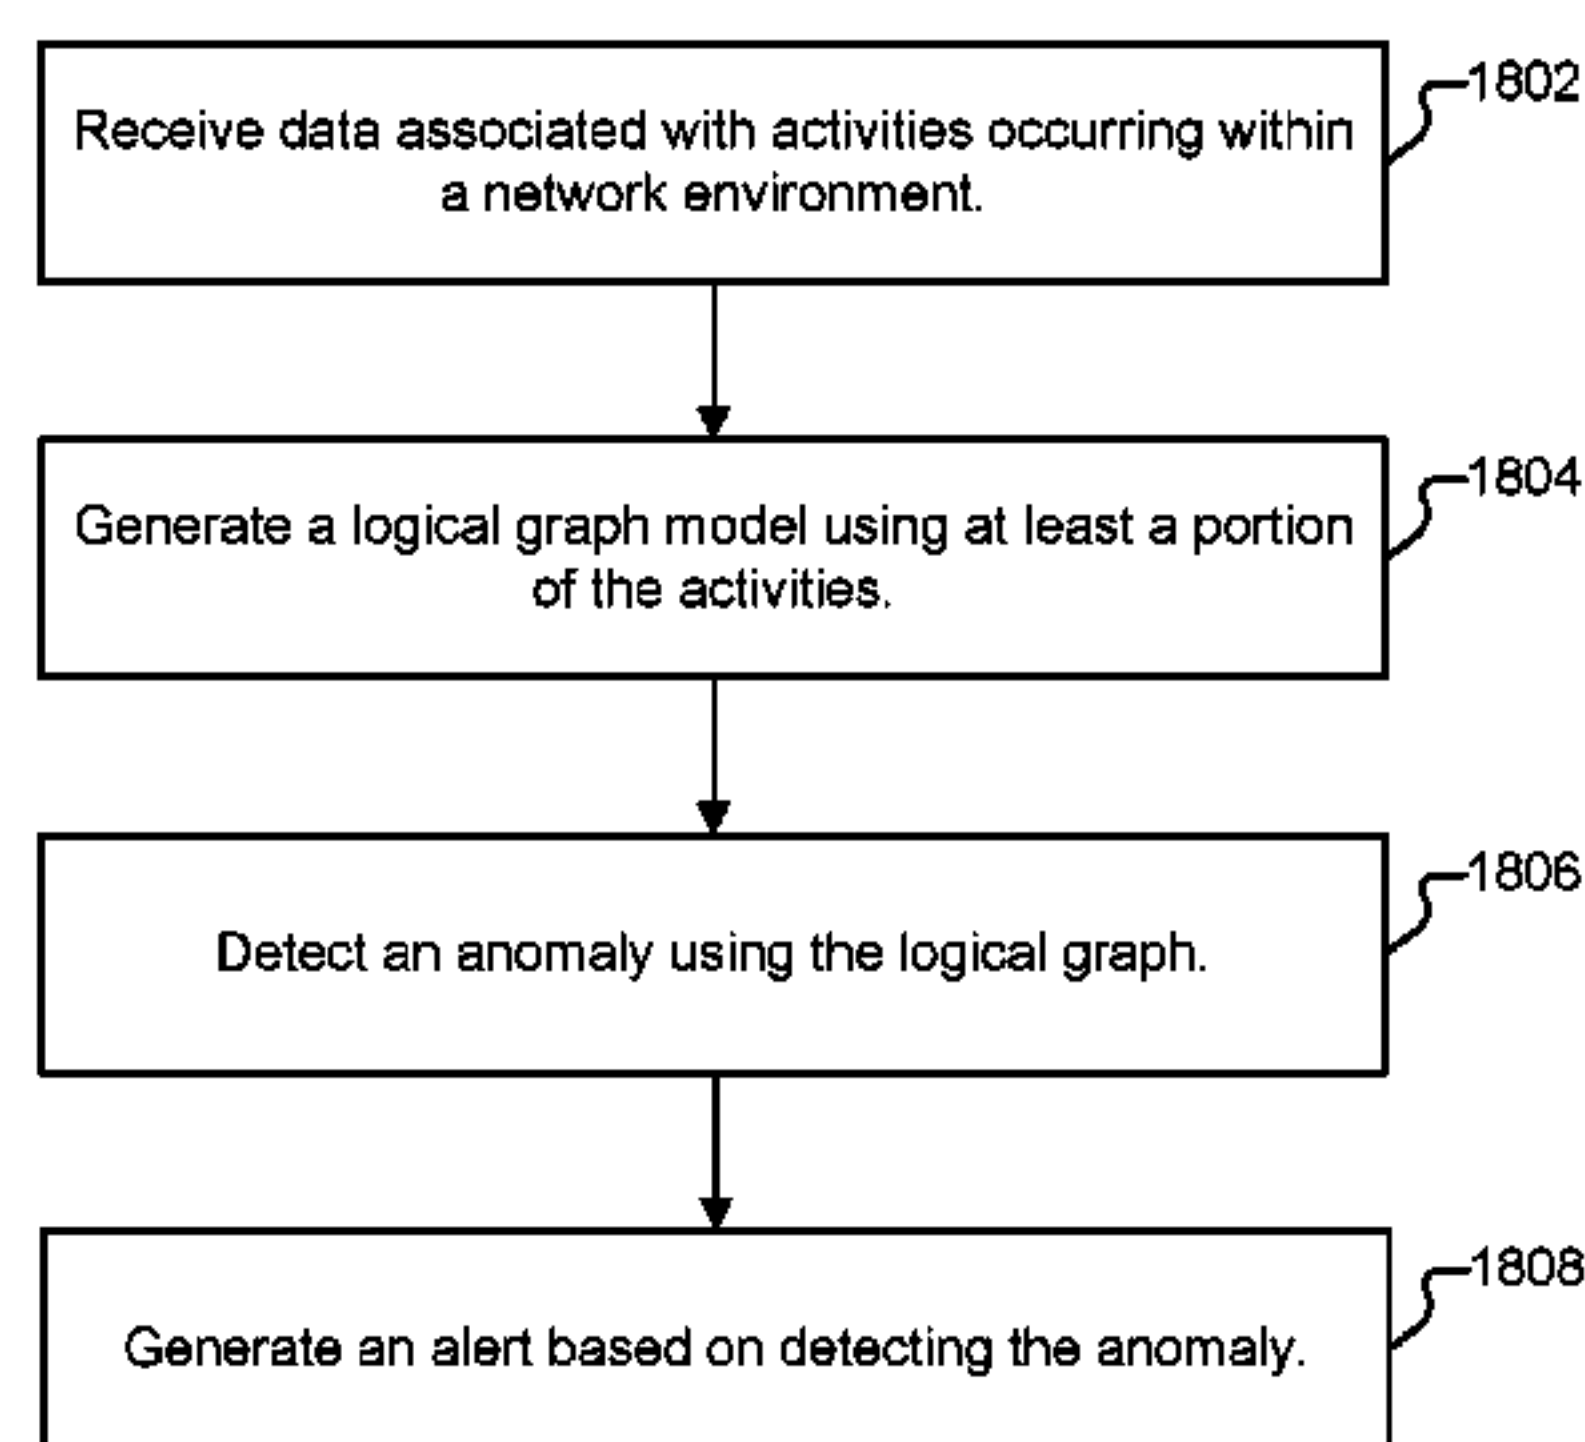 1802
Receive data associated with activities occurring within
a network environment.
1804
Generate a logical graph model using at least a portion
of the activities.
1806
Detect an anomaly using the logical graph.
1808
Generate an alert based on detecting the anomaly.